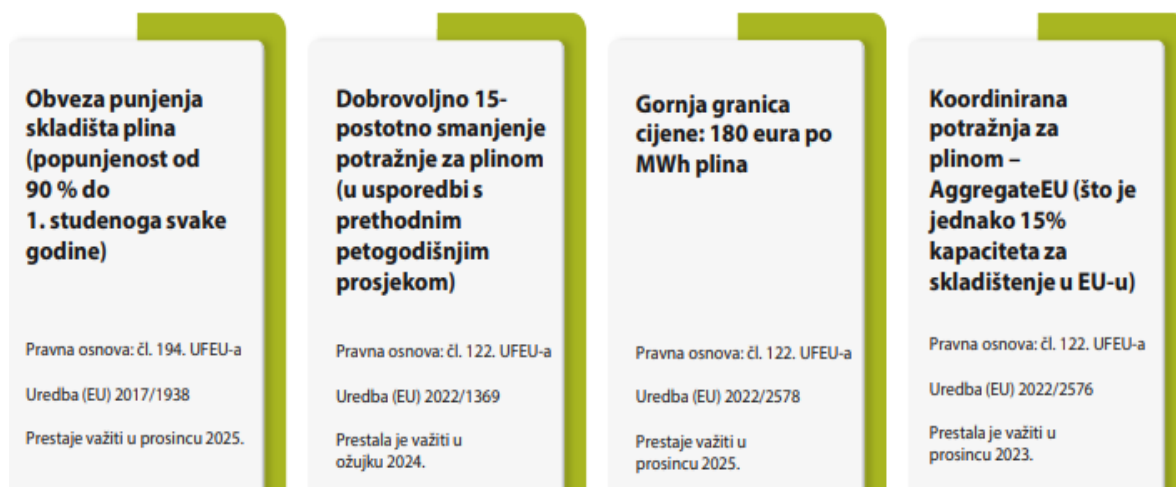 Obveza punjenja
skladišta plina
(popunjenost od
90 % do
1. studenoga svake
godine)
Pravna osnova: čl. 194. UFEU-a
Uredba (EU) 2017/1938
Prestaje važiti u prosincu 2025.
Dobrovoljno 15-
postotno smanjenje
potražnje za plinom
(u usporedbi s
prethodnim
petogodišnjim
prosjekom)
Pravna osnova: čl. 122. UFEU-a
Uredba (EU) 2022/1369
Prestala je važiti u
ožujku 2024.
Gornja granica
cijene: 180 eura po
MWh plina
Pravna osnova: čl. 122. UFEU-a
Uredba (EU) 2022/2578
Prestaje važiti u
prosincu 2025.
Koordinirana
potražnja za
plinom –
AggregateEU (što je
jednako 15%
kapaciteta za
skladištenje u EU-u)
Pravna osnova: čl. 122. UFEU-a
Uredba (EU) 2022/2576
Prestala je važiti u
prosincu 2023.